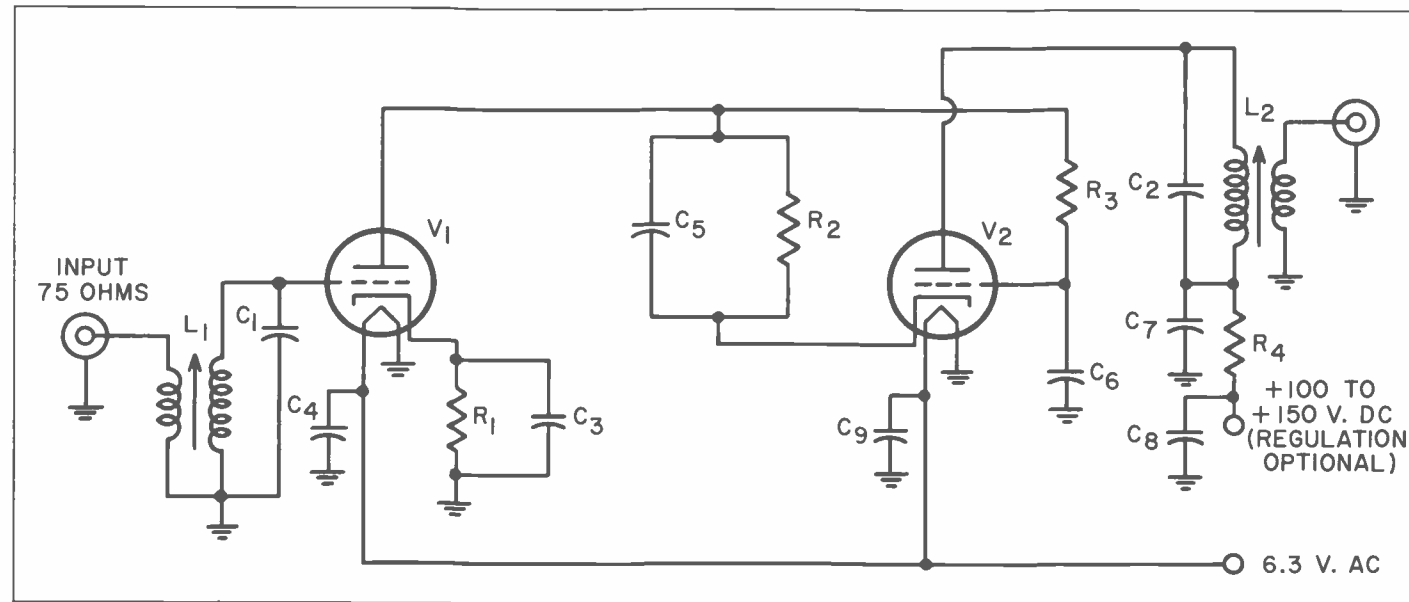 INPUT
75 OHMS
L1
C1
V1
C4
R1
C3
C5
R2
V2
C9
R3
C6
C2
L2
C7
R4
C8
+100 TO
+150 V. DC
(REGULATION
OPTIONAL)
6.3 V. AC